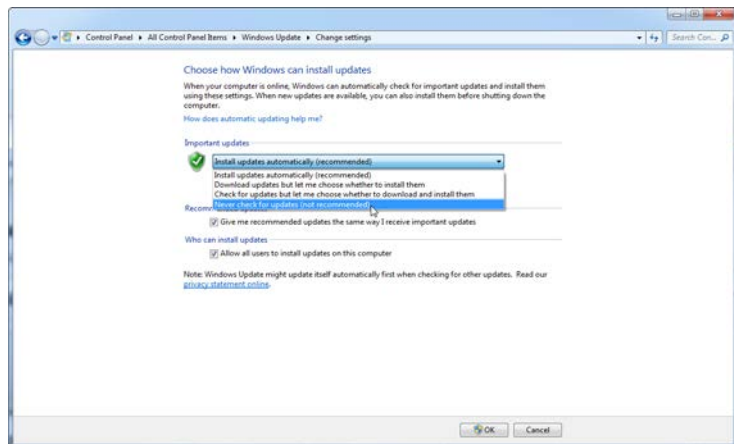 Control Panel ▸ All Control Panel Items ▸ Windows Update ▸ Change settings
Search Con...
Choose how Windows can install updates
When your computer is online, Windows can automatically check for important updates and install them
using these settings. When new updates are available, you can also install them before shutting down the
computer.
How does automatic updating help me?
Important updates
Install updates automatically (recommended)
Install updates automatically (recommended)
Download updates but let me choose whether to install them
Check for updates but let me choose whether to download and install them
Never check for updates (not recommended)
Recom
Give me recommended updates the same way I receive important updates
Who can install updates
Allow all users to install updates on this computer
Note: Windows Update might update itself automatically first when checking for other updates. Read our
privacy statement online.
OK
Cancel